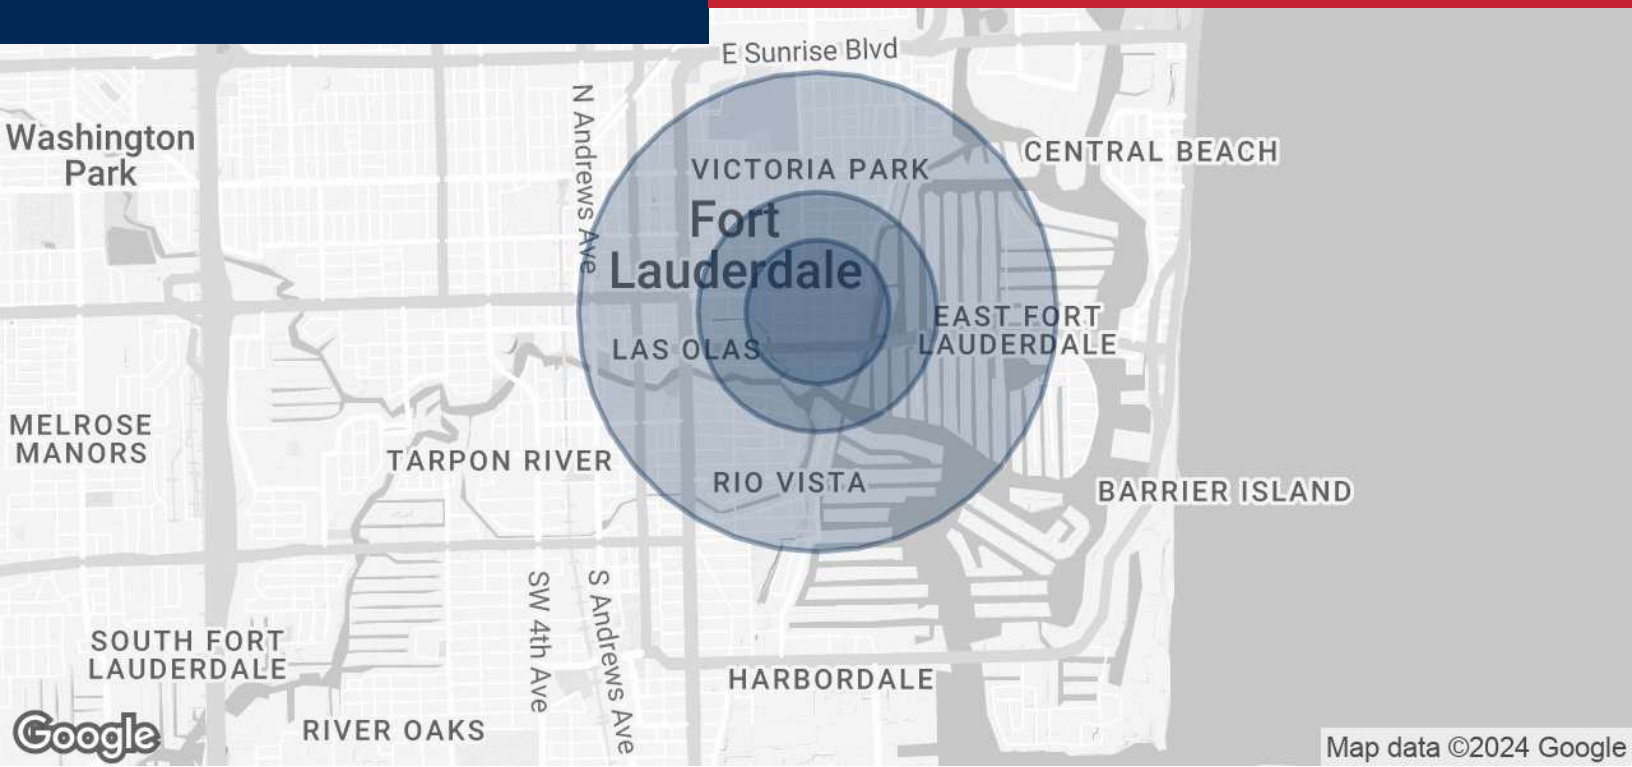 E Sunrise Blvd
N Andrews Ave
Washington
Park
CENTRAL BEACH
VICTORIA PARK
Fort
Lauderdale
EAST FORT
LAUDERDALE
LAS OLAS
MELROSE
MANORS
TARPON RIVER
RIO VISTA
BARRIER ISLAND
SW 4th Ave
S Andrews Ave
SOUTH FORT
LAUDERDALE
HARBORDALE
RIVER OAKS
Google
Map data ©2024 Google